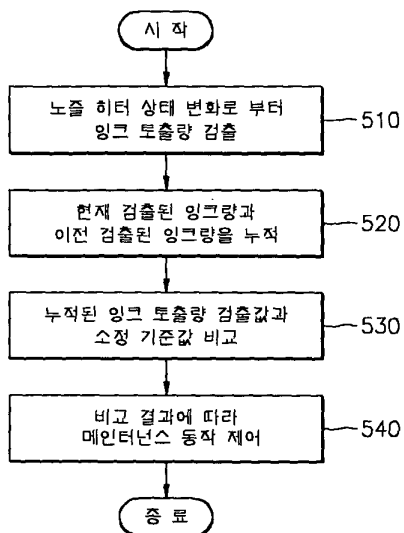 시 작
노즐 히터 상태 변화로 부터
잉크 토출량 검출
510
현재 검출된 잉크량과
이전 검출된 잉크량을 누적
520
누적된 잉크 토출량 검출값과
소정 기준값 비교
530
비교 결과에 따라
메인터넌스 동작 제어
540
종 료